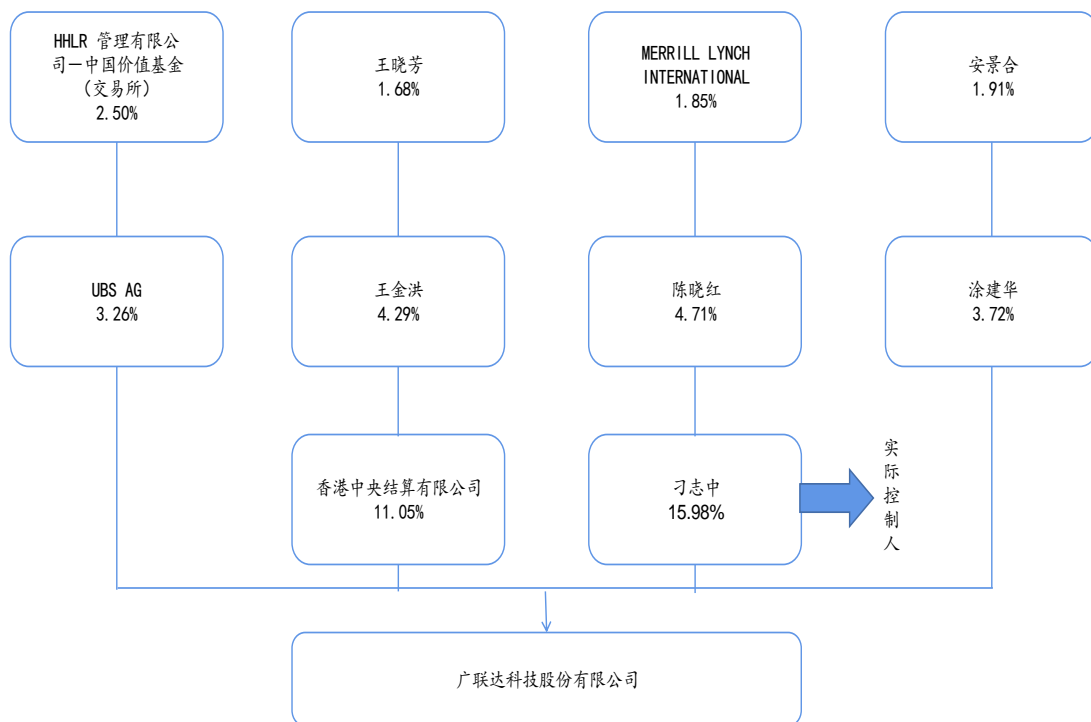 HHLR 管理有限公
司－中国价值基金
(交易所)
2.50%
王晓芳
1.68%
MERRILL LYNCH
INTERNATIONAL
1.85%
安景合
1.91%
UBS AG
3.26%
王金洪
4.29%
陈晓红
4.71%
涂建华
3.72%
香港中央结算有限公司
11.05%
刁志中
15.98%
实
际
控
制
人
广联达科技股份有限公司